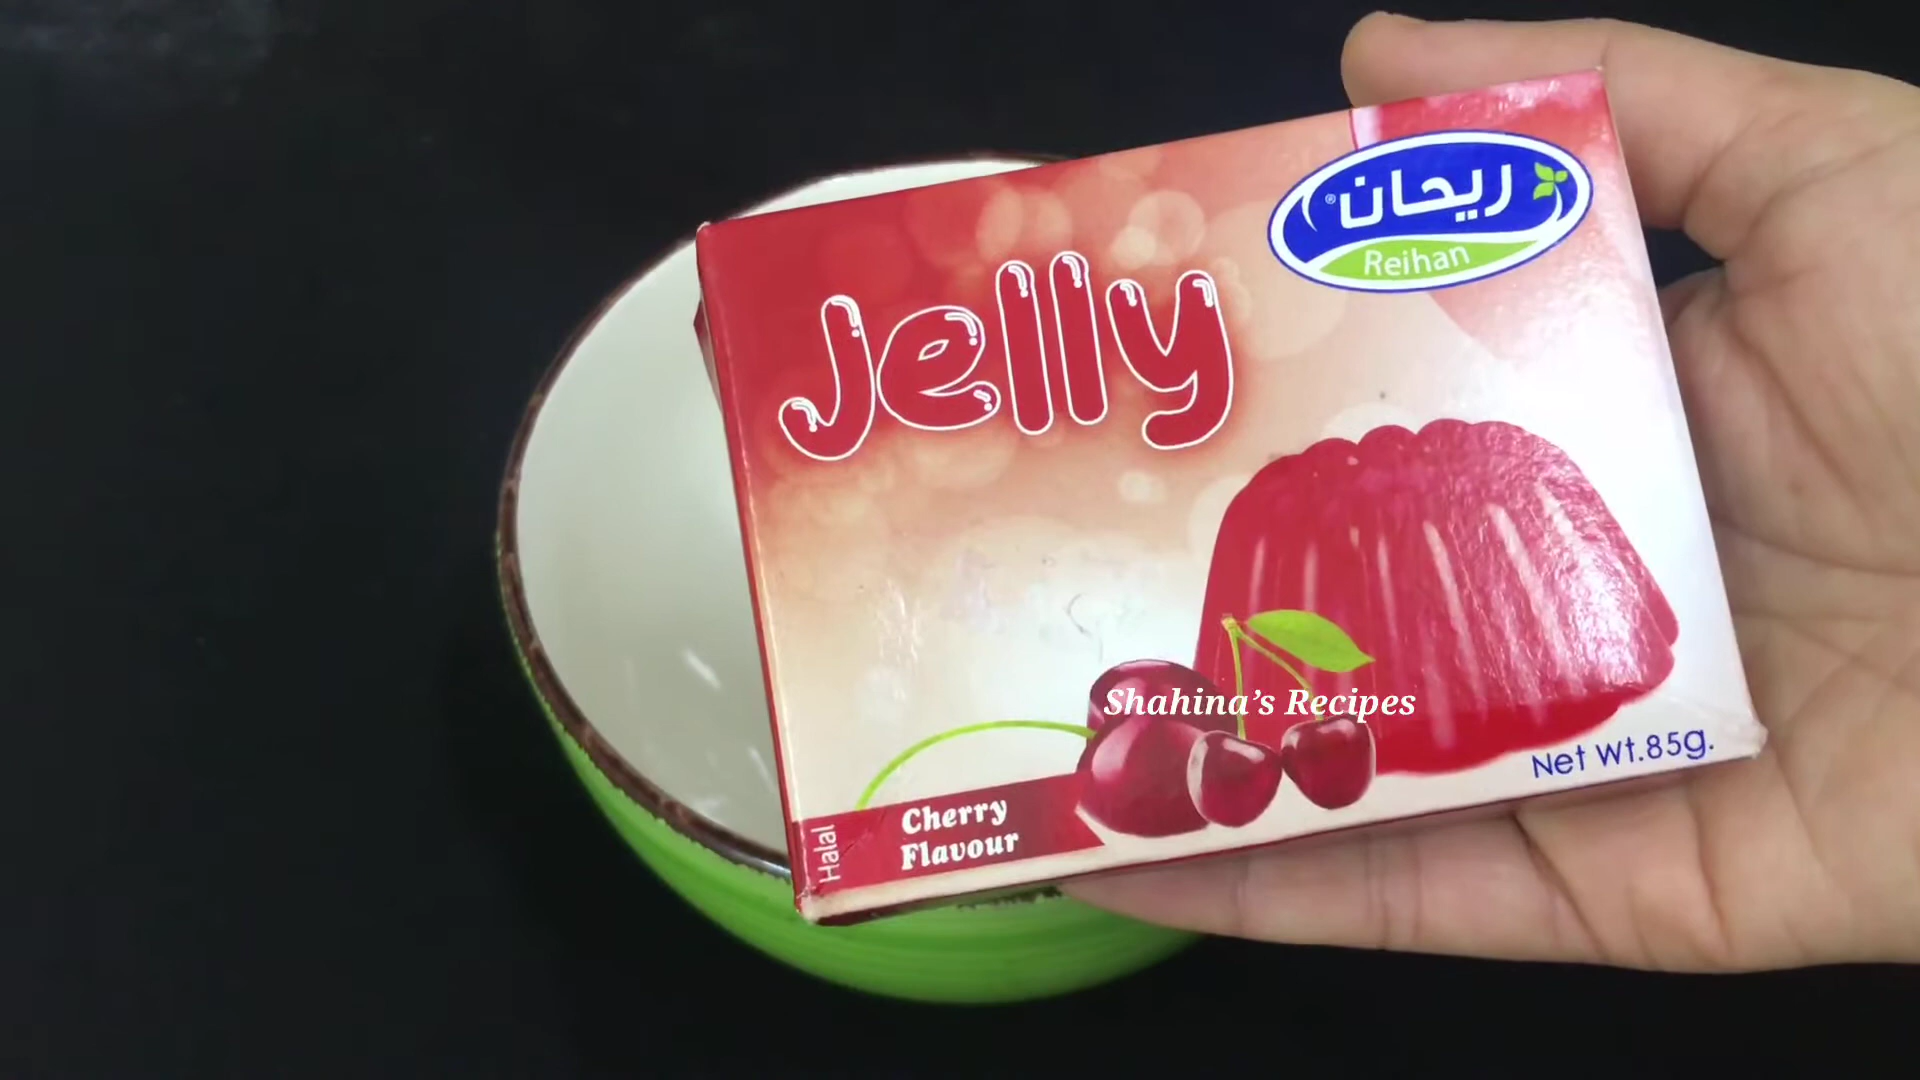 ريحان®
Reihan
Jelly
Shahina's Recipes
Net Wt.85g.
Cherry
Flavour
Halal